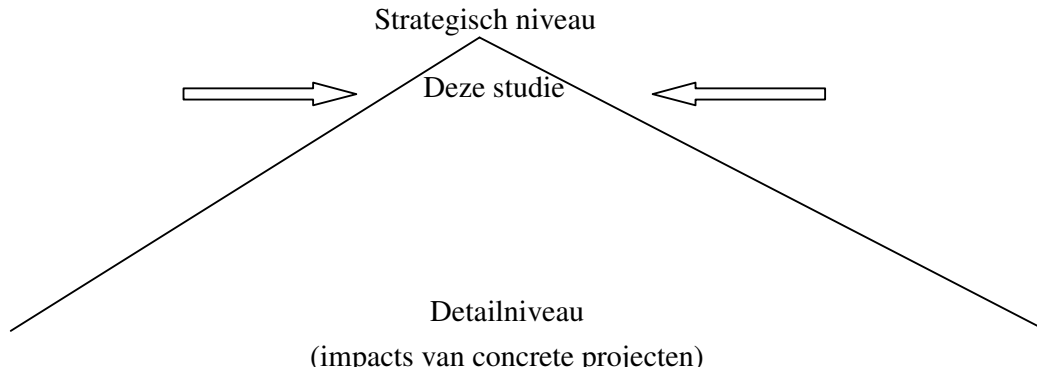 Strategisch niveau
Deze studie
Detailniveau
(impacts van concrete projecten)